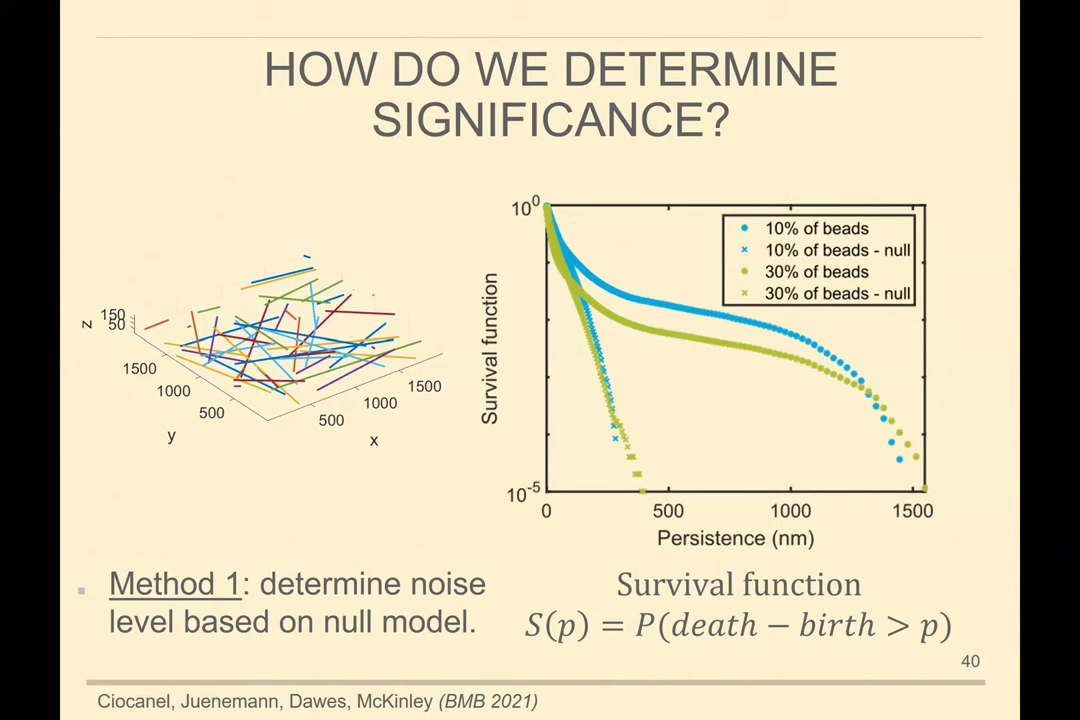 HOW DO WE DETERMINE
SIGNIFICANCE?
z
150
50
1500
1000
500
y
500
1000
1500
x
Survival function
10^0
10^-5
10% of beads
10% of beads - null
30% of beads
30% of beads - null
0
500
1000
1500
Persistence (nm)
Method 1: determine noise
level based on null model.
Survival function
S(p) = P(death − birth > p)
40
Ciocanel, Juenemann, Dawes, McKinley (BMB 2021)